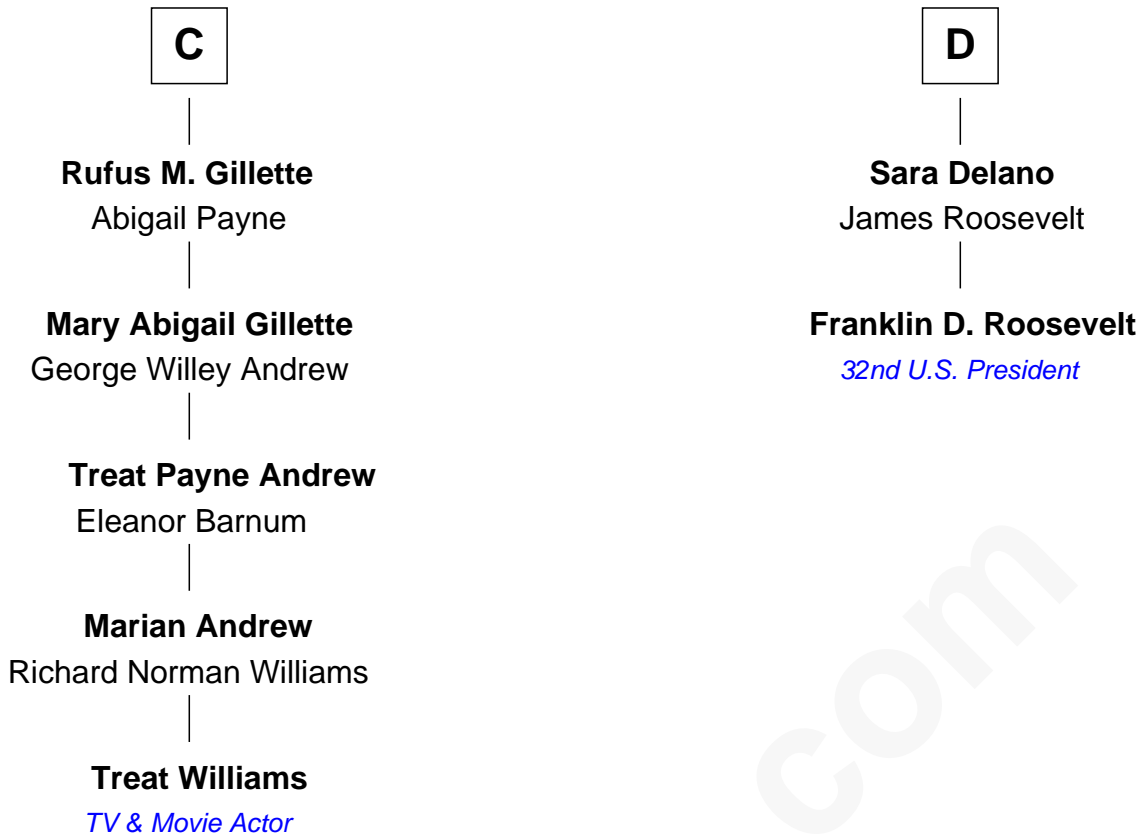 C
Rufus M. Gillette
Abigail Payne
Mary Abigail Gillette
George Willey Andrew
Treat Payne Andrew
Eleanor Barnum
Marian Andrew
Richard Norman Williams
Treat Williams
TV & Movie Actor
D
Sara Delano
James Roosevelt
Franklin D. Roosevelt
32nd U.S. President
com